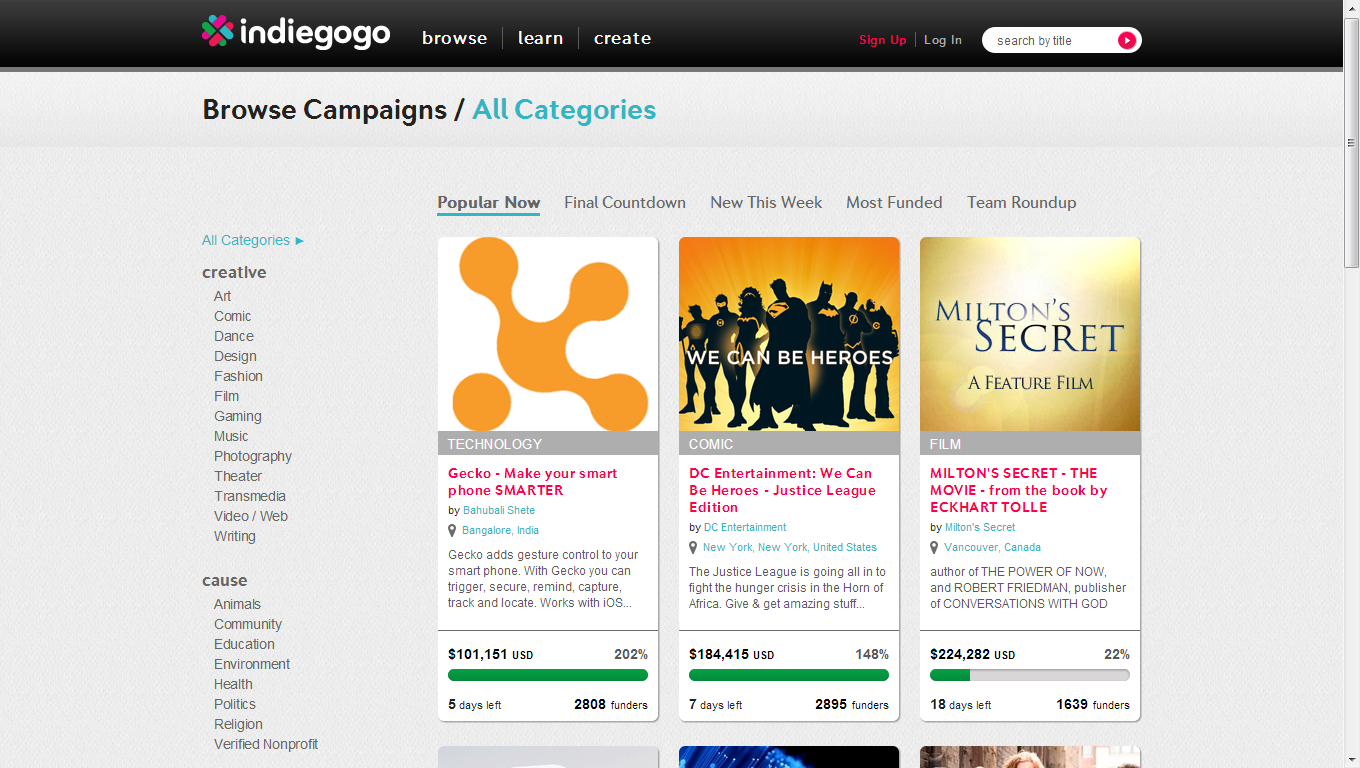 indiegogo
browse
learn
create
Sign Up
Log In
search by title
Browse Campaigns / All Categories
Popular Now
Final Countdown
New This Week
Most Funded
Team Roundup
All Categories ►
creative
Art
Comic
Dance
Design
Fashion
Film
Gaming
Music
Photography
Theater
Transmedia
Video / Web
Writing
cause
Animals
Community
Education
Environment
Health
Politics
Religion
Verified Nonprofit
TECHNOLOGY
Gecko - Make your smart
phone SMARTER
by Bahubali Shete
Bangalore, India
Gecko adds gesture control to your
smart phone. With Gecko you can
trigger, secure, remind, capture,
track and locate. Works with iOS...
$101,151 USD
202%
5 days left
2808 funders
WE CAN BE HEROES
COMIC
DC Entertainment: We Can
Be Heroes - Justice League
Edition
by DC Entertainment
New York, New York, United States
The Justice League is going all in to
fight the hunger crisis in the Horn of
Africa. Give & get amazing stuff...
$184,415 USD
148%
7 days left
2895 funders
MILTON'S
SECRET
A FEATURE FILM
FILM
MILTON'S SECRET - THE
MOVIE - from the book by
ECKHART TOLLE
by Milton's Secret
Vancouver, Canada
author of THE POWER OF NOW,
and ROBERT FRIEDMAN, publisher
of CONVERSATIONS WITH GOD
$224,282 USD
22%
18 days left
1639 funders